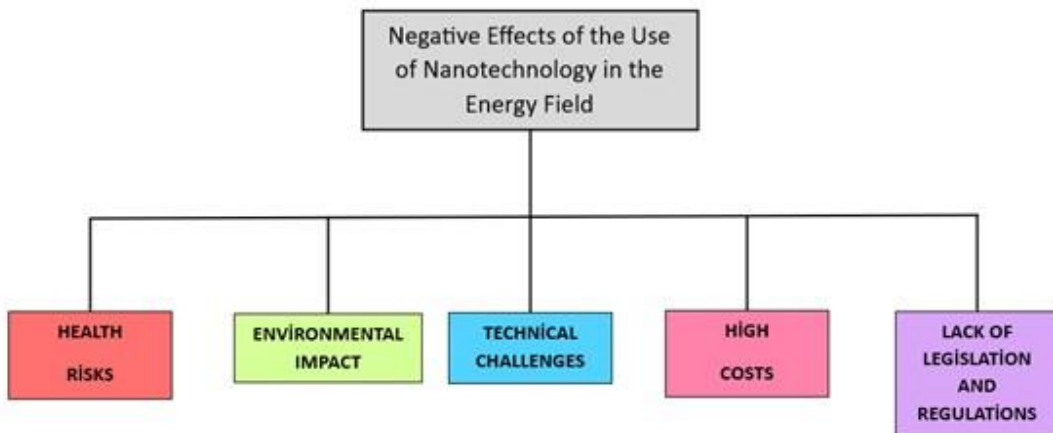 Negative Effects of the Use
of Nanotechnology in the
Energy Field
HEALTH
RİSKS
ENVİRONMENTAL
IMPACT
TECHNİCAL
CHALLENGES
HİGH
COSTS
LACK OF
LEGİSLATİON
AND
REGULATİONS